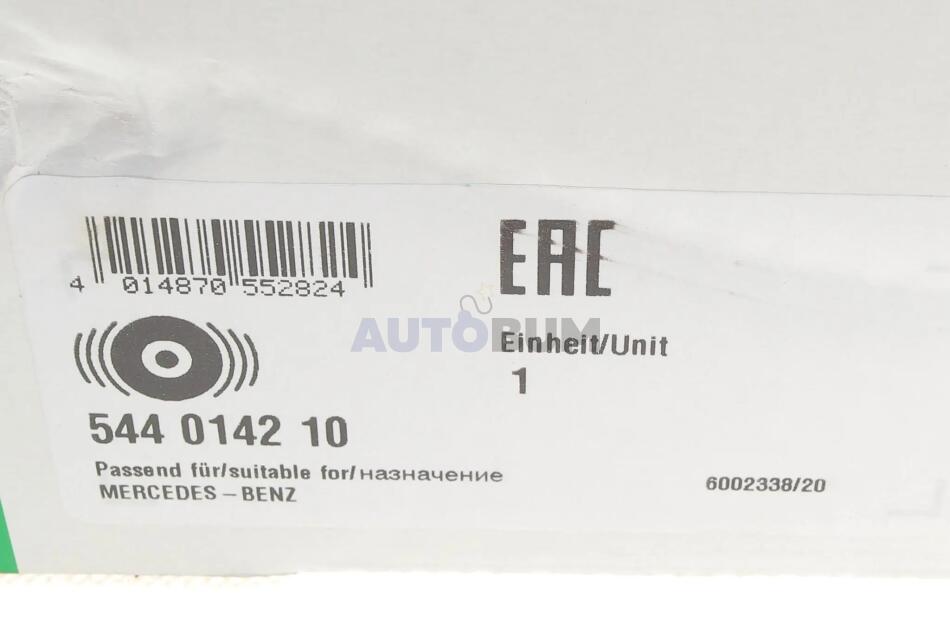 4 014870 552824
EAC
AUTOBUM
Einheit/Unit
1
544 0142 10
Passend für/suitable for/назначение
MERCEDES – BENZ
6002338/20